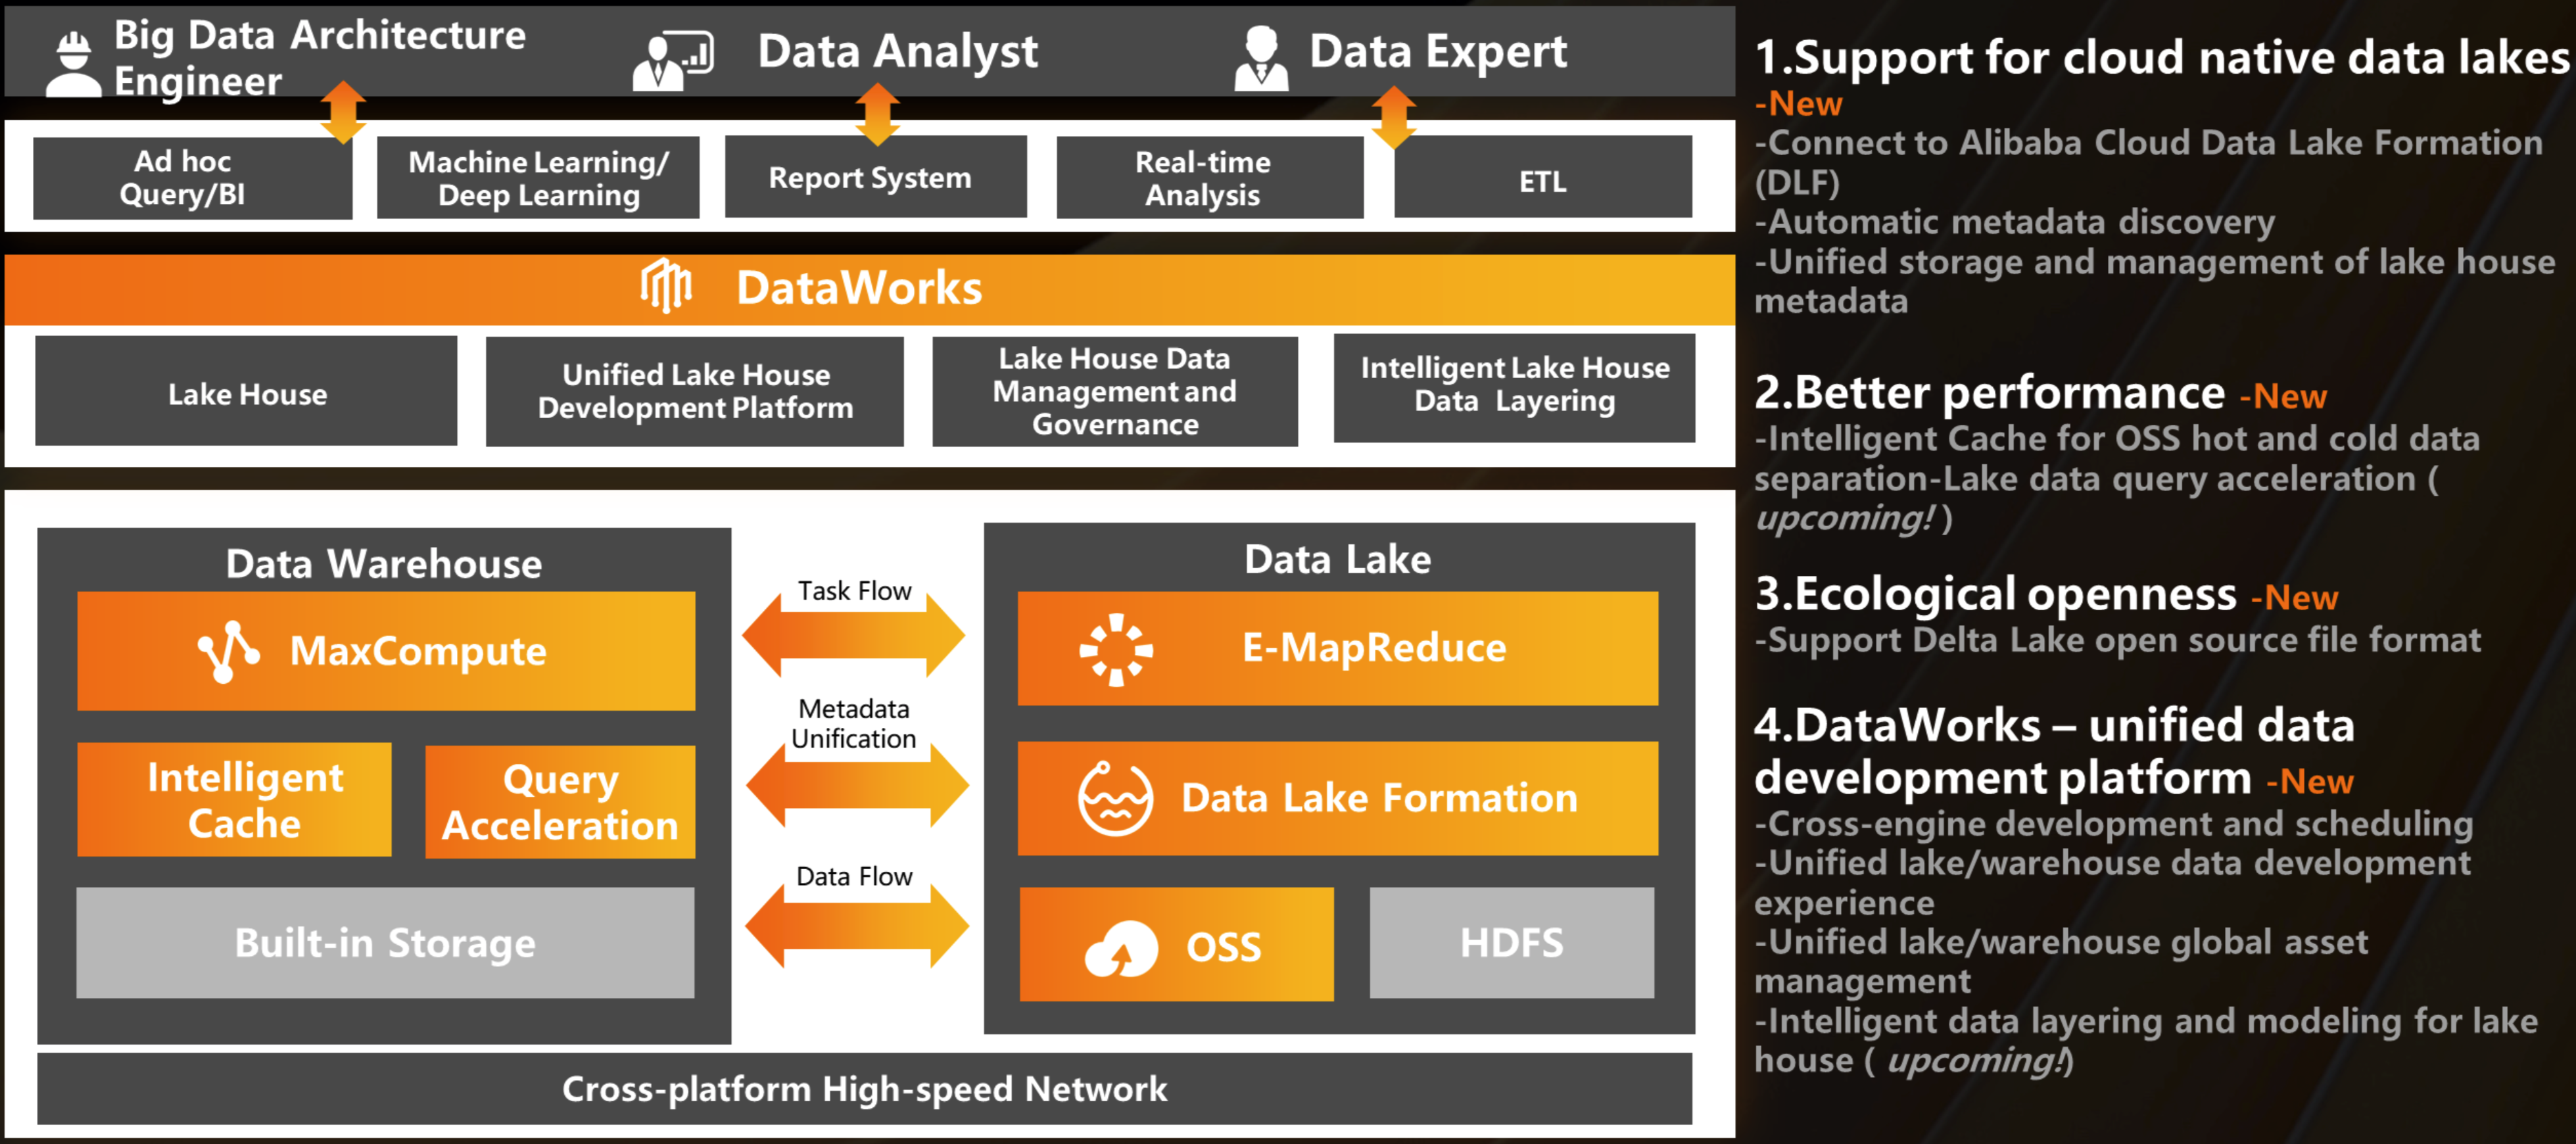 Big Data Architecture
Engineer
Data Analyst
Data Expert
Ad hoc
Query/BI
Machine Learning/
Deep Learning
Report System
Real-time
Analysis
ETL
DataWorks
Lake House
Unified Lake House
Development Platform
Lake House Data
Management and
Governance
Intelligent Lake House
Data Layering
Data Warehouse
MaxCompute
Intelligent
Cache
Query
Acceleration
Built-in Storage
Task Flow
Metadata
Unification
Data Flow
Data Lake
E-MapReduce
Data Lake Formation
OSS
HDFS
Cross-platform High-speed Network
1.Support for cloud native data lakes
-New
-Connect to Alibaba Cloud Data Lake Formation
(DLF)
-Automatic metadata discovery
-Unified storage and management of lake house
metadata
2.Better performance -New
-Intelligent Cache for OSS hot and cold data
separation-Lake data query acceleration (
upcoming! )
3.Ecological openness -New
-Support Delta Lake open source file format
4.DataWorks – unified data
development platform -New
-Cross-engine development and scheduling
-Unified lake/warehouse data development
experience
-Unified lake/warehouse global asset
management
-Intelligent data layering and modeling for lake
house ( upcoming!)